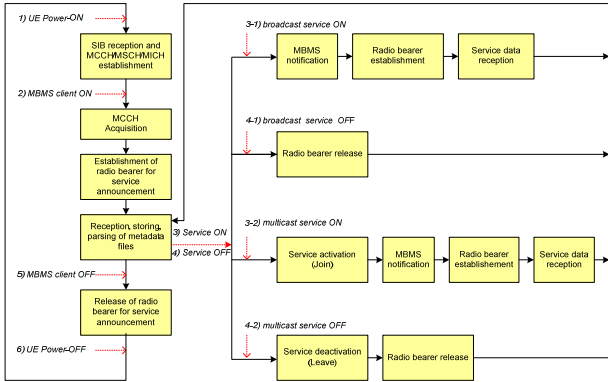 1) UE Power-ON
SIB reception and
MCCH/MSCH/MICH
establishment
2) MBMS client ON
MCCH
Acquisition
Establishment of
radio bearer for
service
announcement
Reception, storing,
parsing of metadata
files
3) Service ON
4) Service OFF
5) MBMS client OFF
Release of radio
bearer for service
announcement
6) UE Power-OFF
3-1) broadcast service ON
MBMS
notification
Radio bearer
establishment
Service data
reception
4-1) broadcast service OFF
Radio bearer release
3-2) multicast service ON
Service activation
(Join)
MBMS
notification
Radio bearer
establishement
Service data
reception
4-2) multicast service OFF
Service deactivation
(Leave)
Radio bearer release